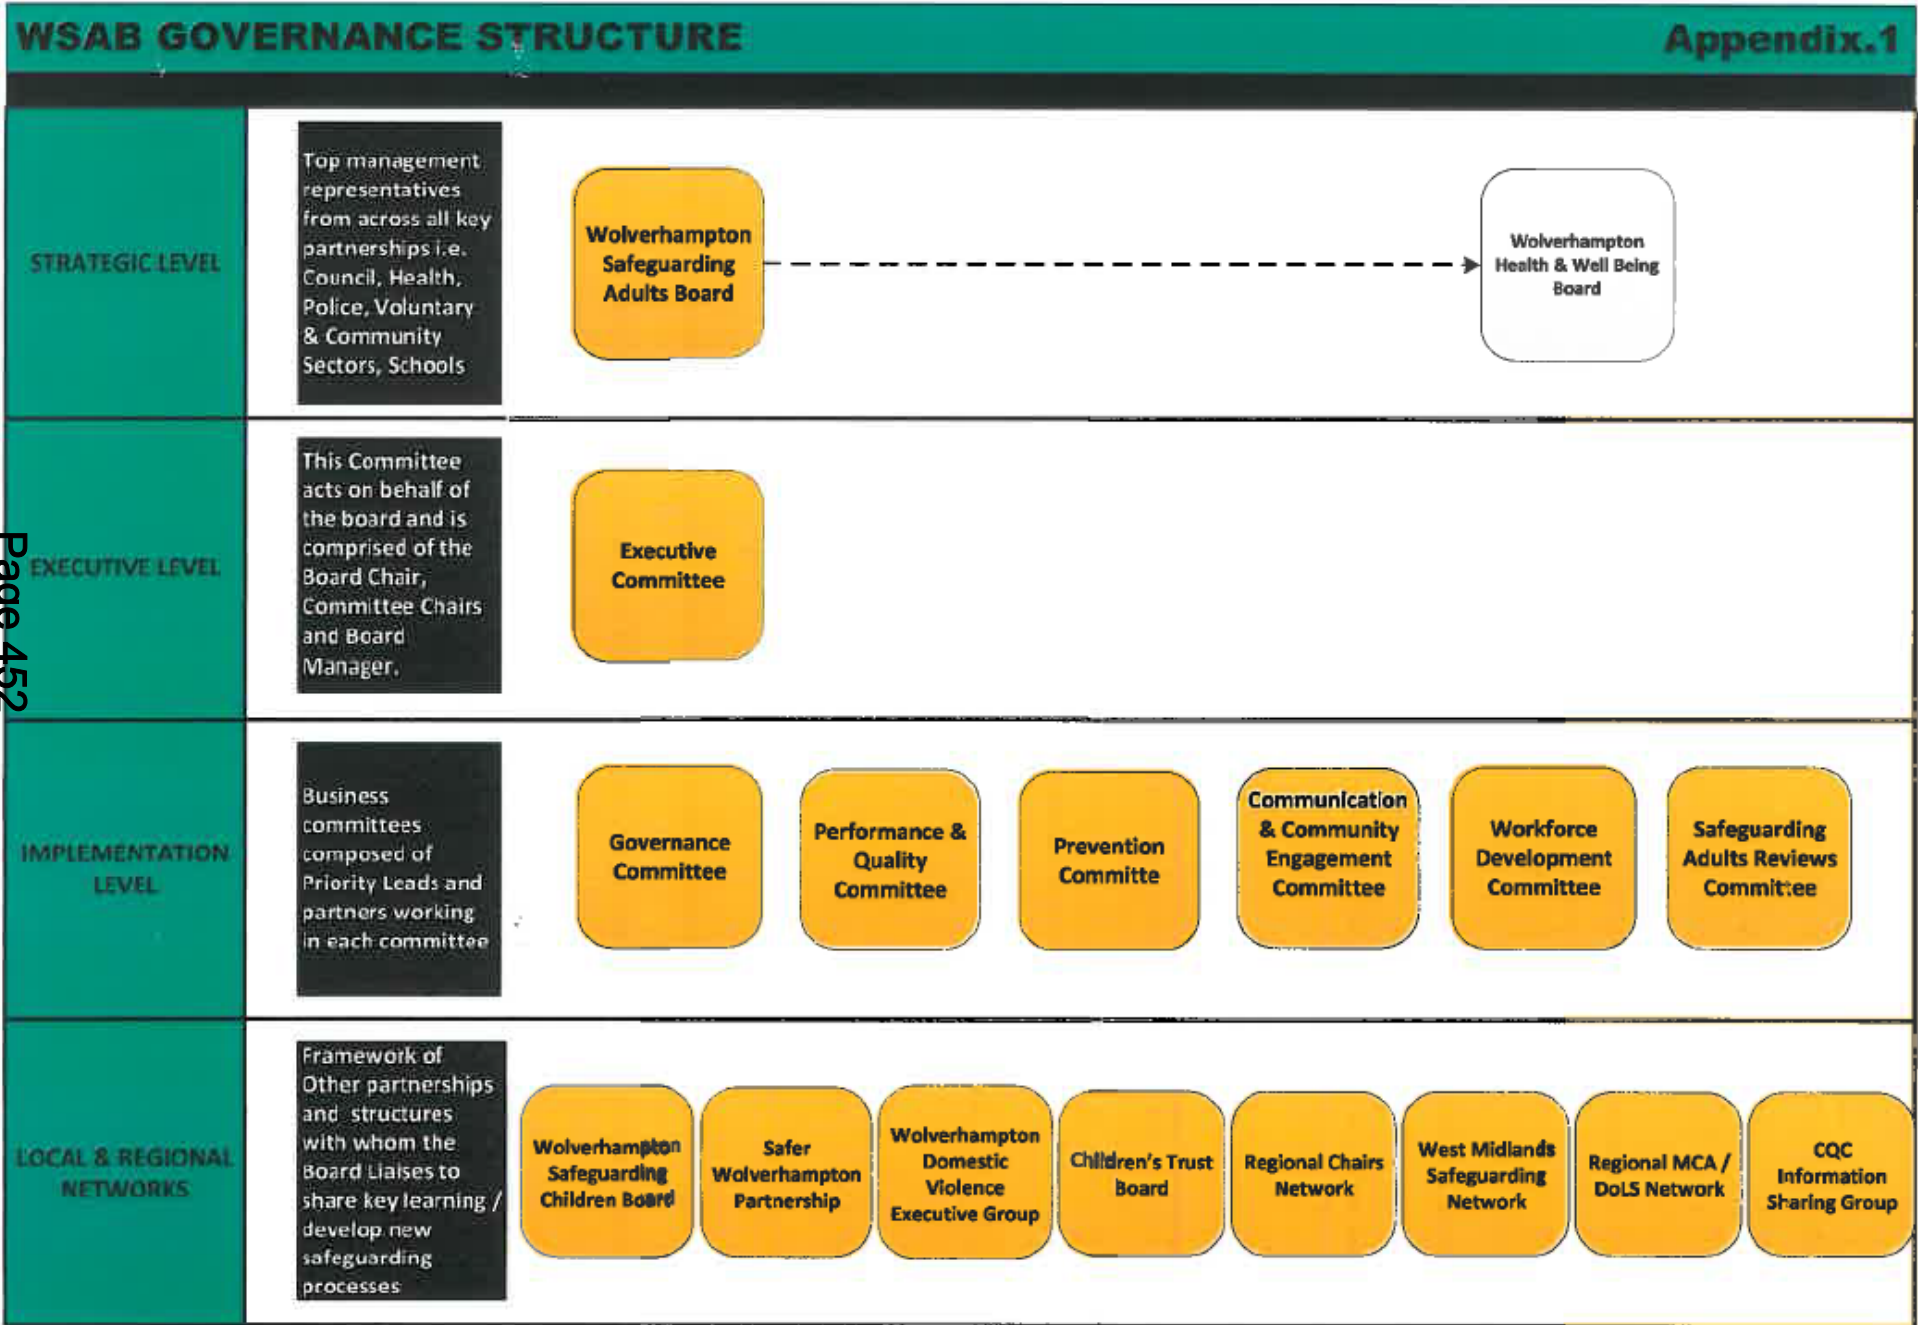 WSAB GOVERNANCE STRUCTURE
Appendix.1
STRATEGIC LEVEL
Top management
representatives
from across all key
partnerships i.e.
Council, Health,
Police, Voluntary
& Community
Sectors, Schools
Wolverhampton
Safeguarding
Adults Board
Wolverhampton
Health & Well Being
Board
EXECUTIVE LEVEL
This Committee
acts on behalf of
the board and is
comprised of the
Board Chair,
Committee Chairs
and Board
Manager.
Executive
Committee
Page 452
IMPLEMENTATION
LEVEL
Business
committees
composed of
Priority Leads and
partners working
in each committee
Governance
Committee
Performance &
Quality
Committee
Prevention
Committe
Communication
& Community
Engagement
Committee
Workforce
Development
Committee
Safeguarding
Adults Reviews
Committee
LOCAL & REGIONAL
NETWORKS
Framework of
Other partnerships
and structures
with whom the
Board Liaises to
share key learning /
develop new
safeguarding
processes
Wolverhampton
Safeguarding
Children Board
Safer
Wolverhampton
Partnership
Wolverhampton
Domestic
Violence
Executive Group
Children's Trust
Board
Regional Chairs
Network
West Midlands
Safeguarding
Network
Regional MCA /
DoLS Network
CQC
Information
Sharing Group